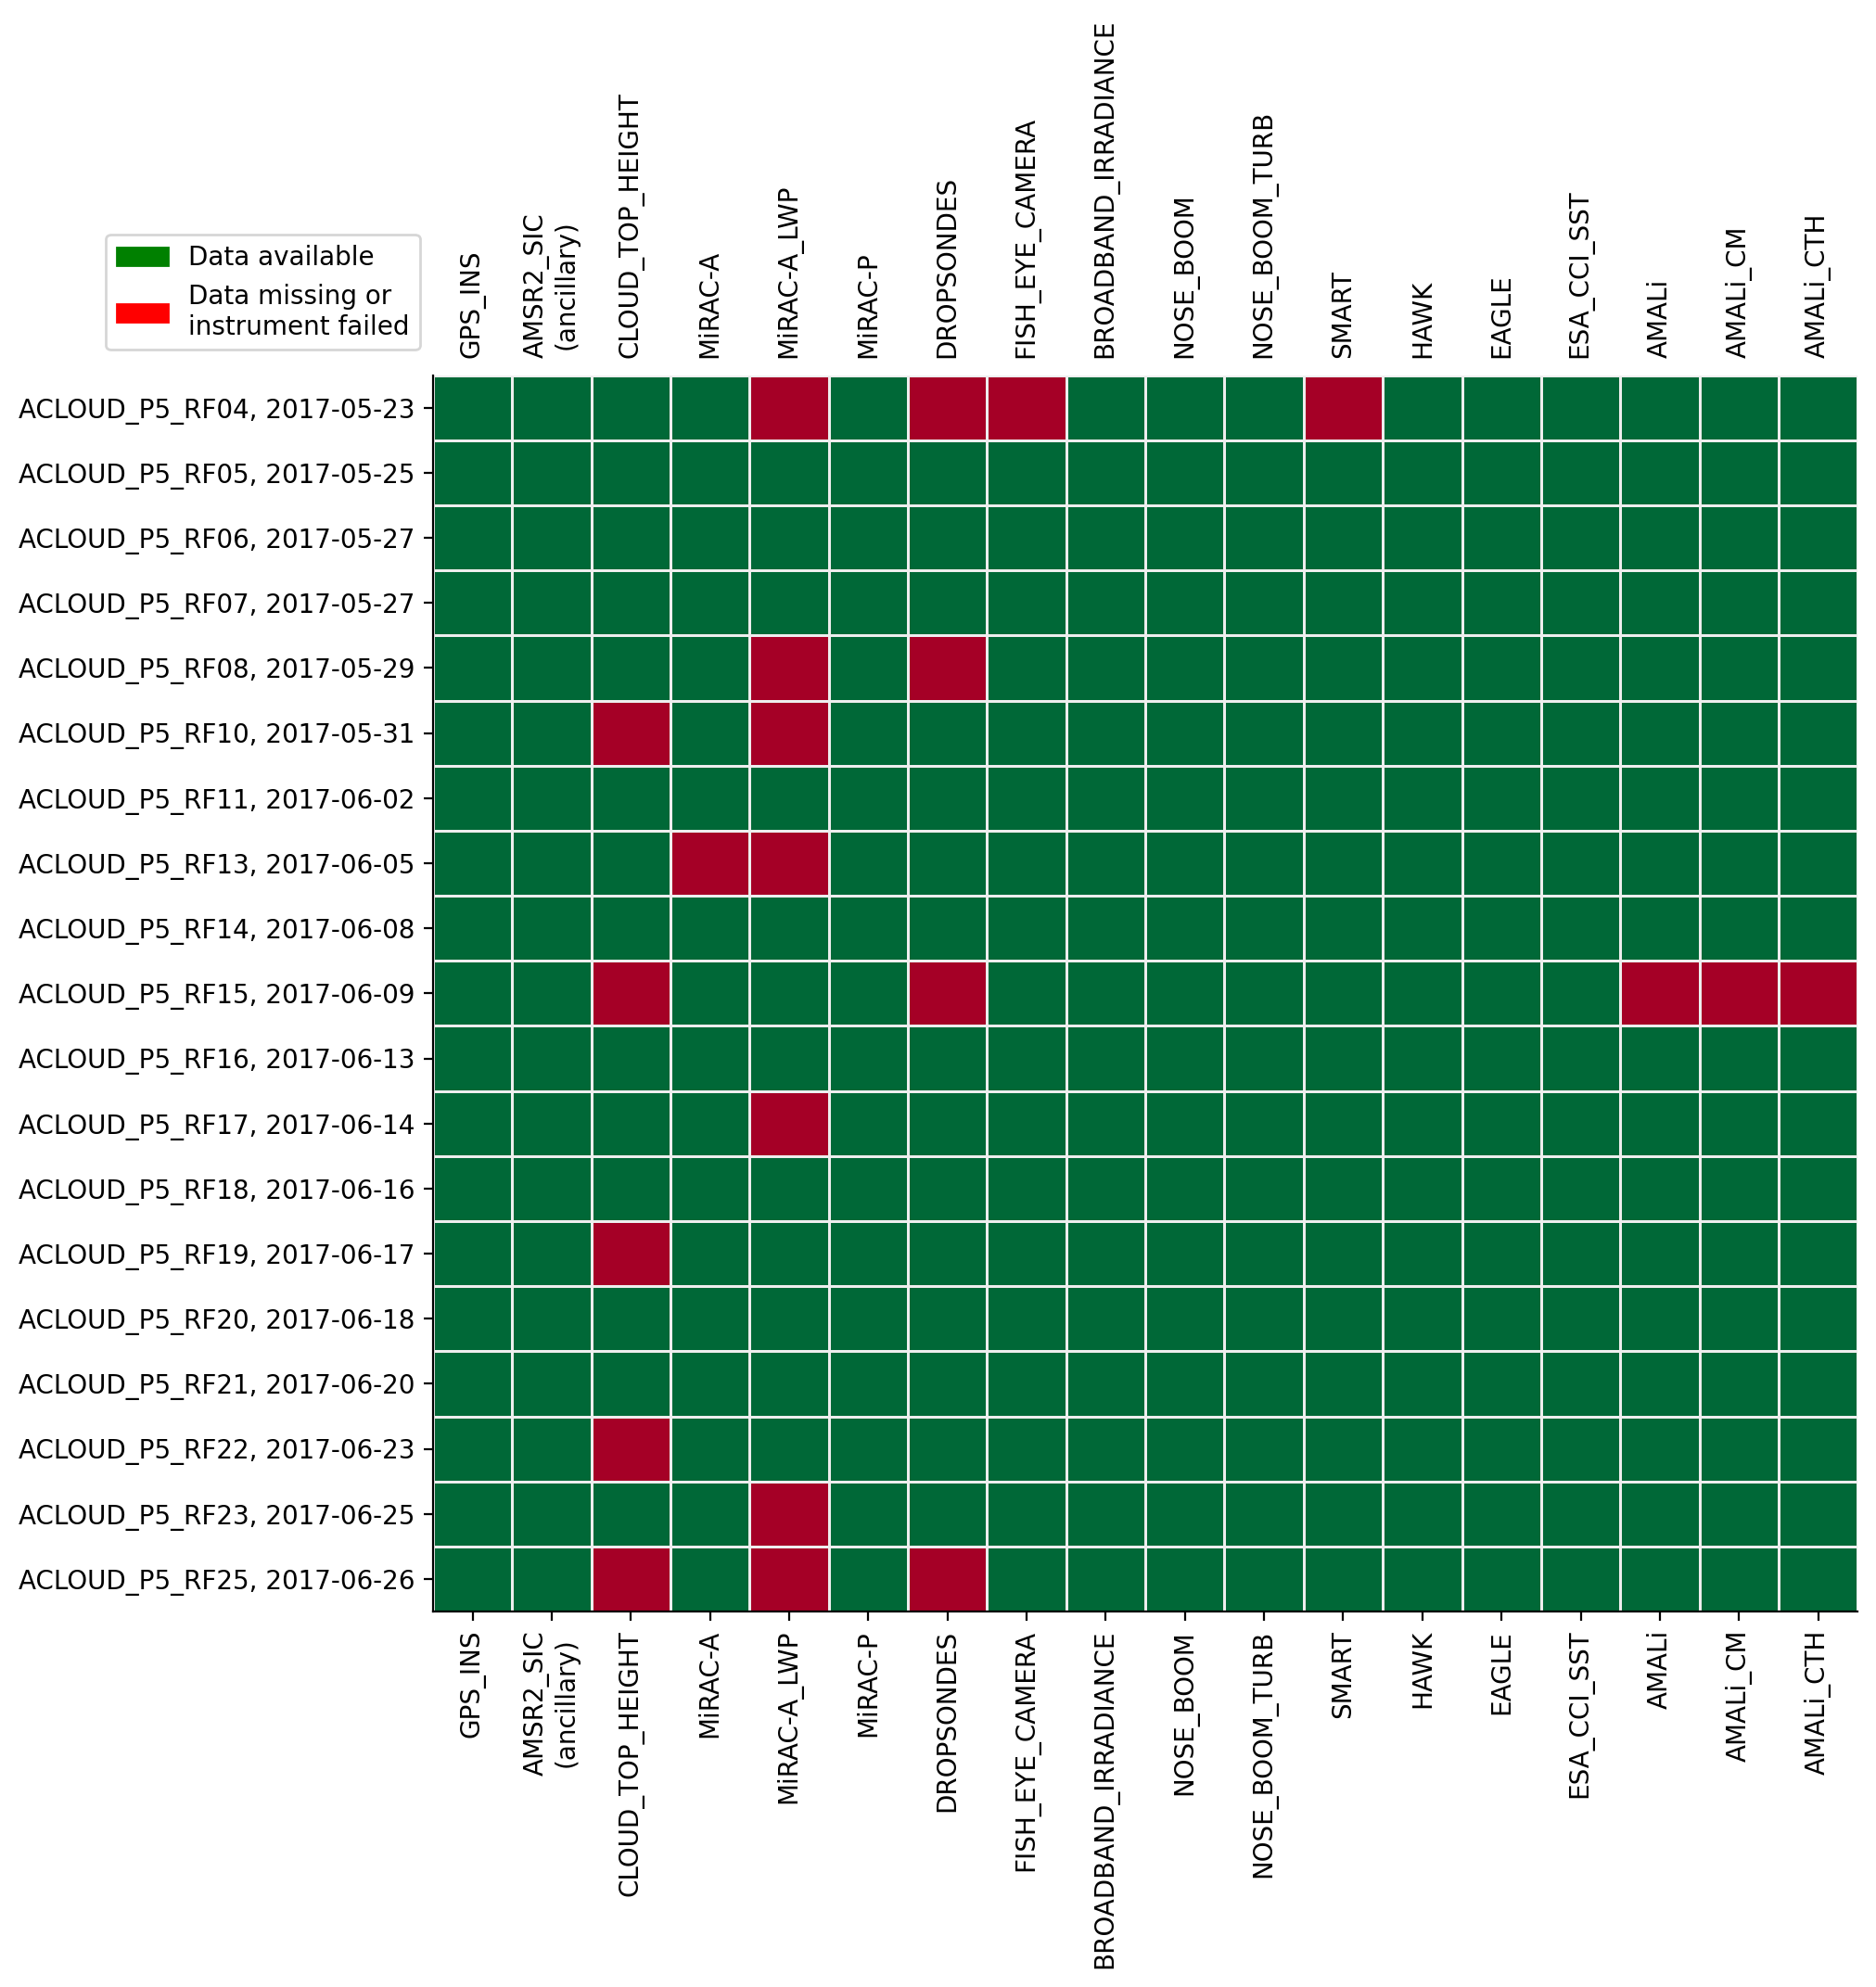 Data available
Data missing or
instrument failed
GPS_INS
AMSR2_SIC
(ancillary)
CLOUD_TOP_HEIGHT
MiRAC-A
MiRAC-A_LWP
MiRAC-P
DROPSONDES
FISH_EYE_CAMERA
BROADBAND_IRRADIANCE
NOSE_BOOM
NOSE_BOOM_TURB
SMART
HAWK
EAGLE
ESA_CCI_SST
AMALi
AMALi_CM
AMALi_CTH
ACLOUD_P5_RF04, 2017-05-23
ACLOUD_P5_RF05, 2017-05-25
ACLOUD_P5_RF06, 2017-05-27
ACLOUD_P5_RF07, 2017-05-27
ACLOUD_P5_RF08, 2017-05-29
ACLOUD_P5_RF10, 2017-05-31
ACLOUD_P5_RF11, 2017-06-02
ACLOUD_P5_RF13, 2017-06-05
ACLOUD_P5_RF14, 2017-06-08
ACLOUD_P5_RF15, 2017-06-09
ACLOUD_P5_RF16, 2017-06-13
ACLOUD_P5_RF17, 2017-06-14
ACLOUD_P5_RF18, 2017-06-16
ACLOUD_P5_RF19, 2017-06-17
ACLOUD_P5_RF20, 2017-06-18
ACLOUD_P5_RF21, 2017-06-20
ACLOUD_P5_RF22, 2017-06-23
ACLOUD_P5_RF23, 2017-06-25
ACLOUD_P5_RF25, 2017-06-26
GPS_INS
AMSR2_SIC
(ancillary)
CLOUD_TOP_HEIGHT
MiRAC-A
MiRAC-A_LWP
MiRAC-P
DROPSONDES
FISH_EYE_CAMERA
BROADBAND_IRRADIANCE
NOSE_BOOM
NOSE_BOOM_TURB
SMART
HAWK
EAGLE
ESA_CCI_SST
AMALi
AMALi_CM
AMALi_CTH